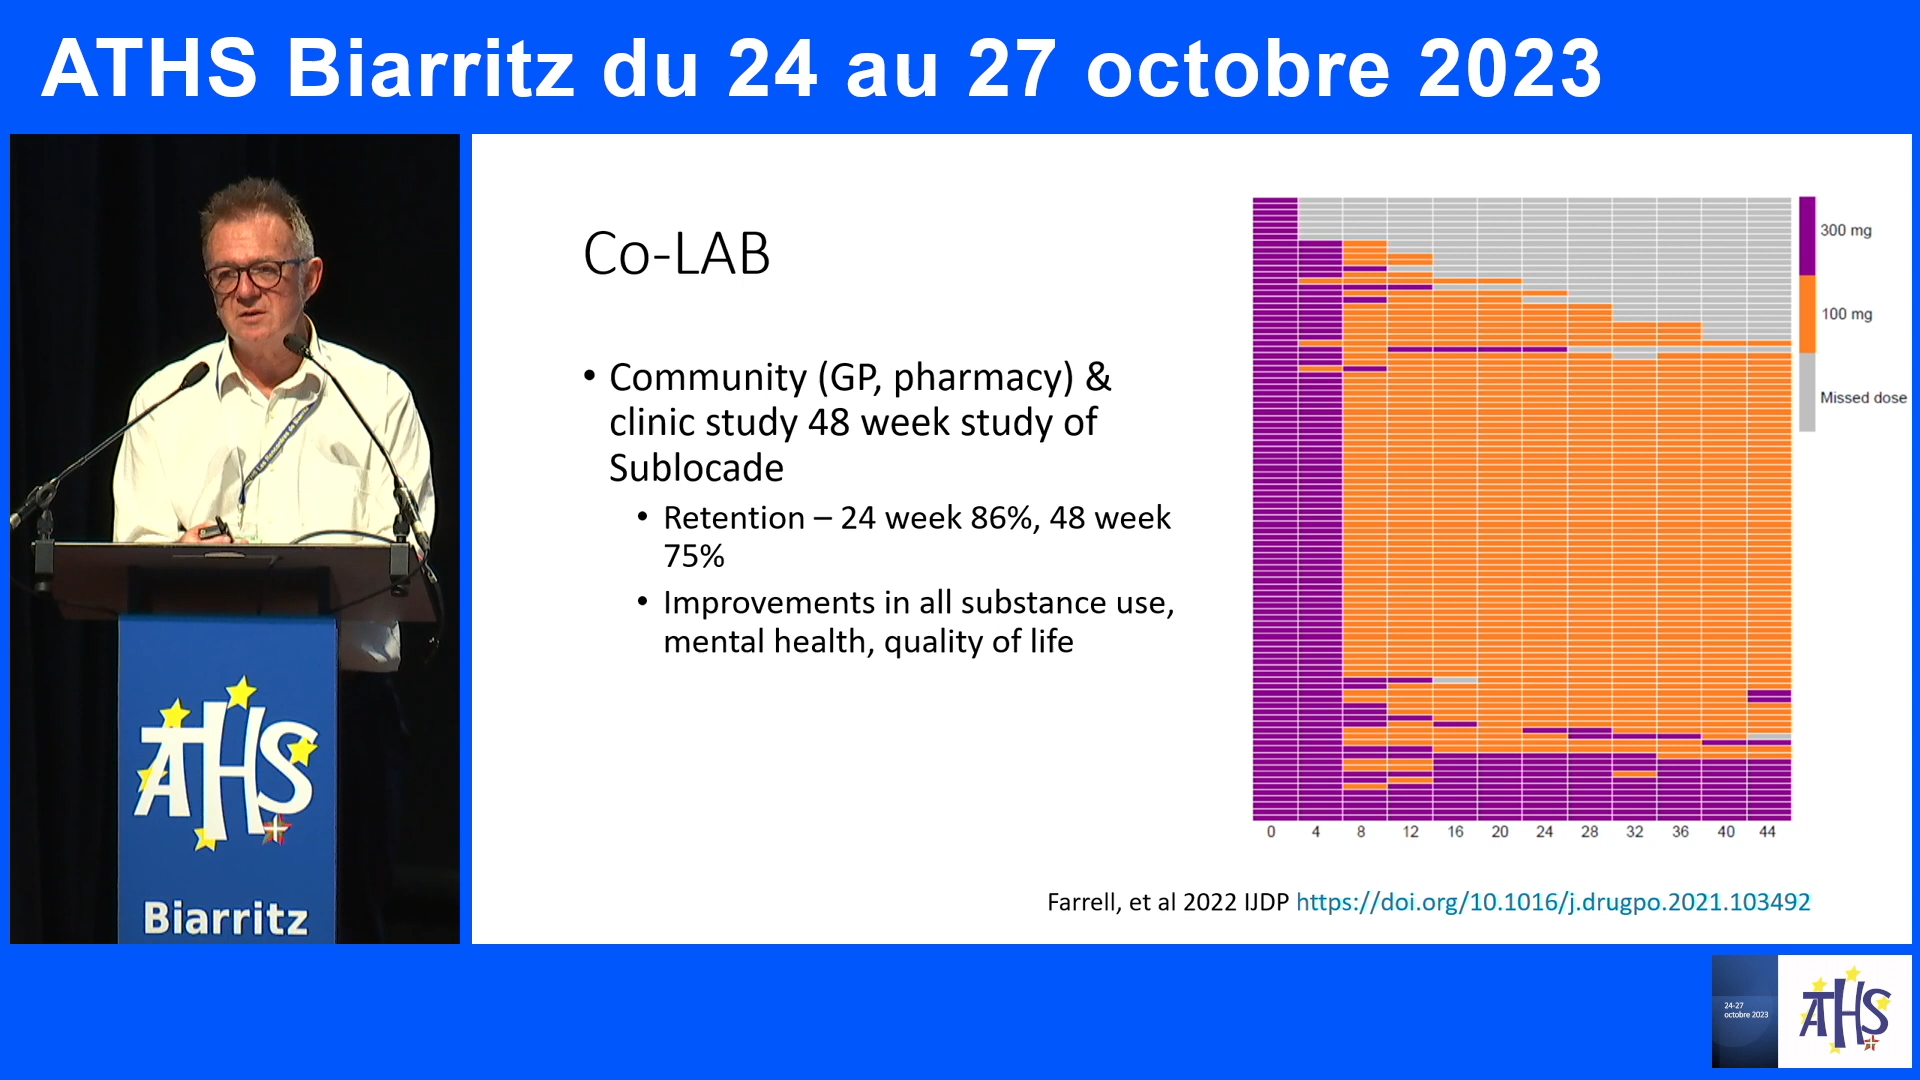 ATHS Biarritz du 24 au 27 octobre 2023
Co-LAB
• Community (GP, pharmacy) &
clinic study 48 week study of
Sublocade
• Retention – 24 week 86%, 48 week
75%
• Improvements in all substance use,
mental health, quality of life
300 mg
100 mg
Missed dose
0 4 8 12 16 20 24 28 32 36 40 44
Farrell, et al 2022 IJDP https://doi.org/10.1016/j.drugpo.2021.103492
ATHS
Biarritz
24-27
octobre 2023
ATHS